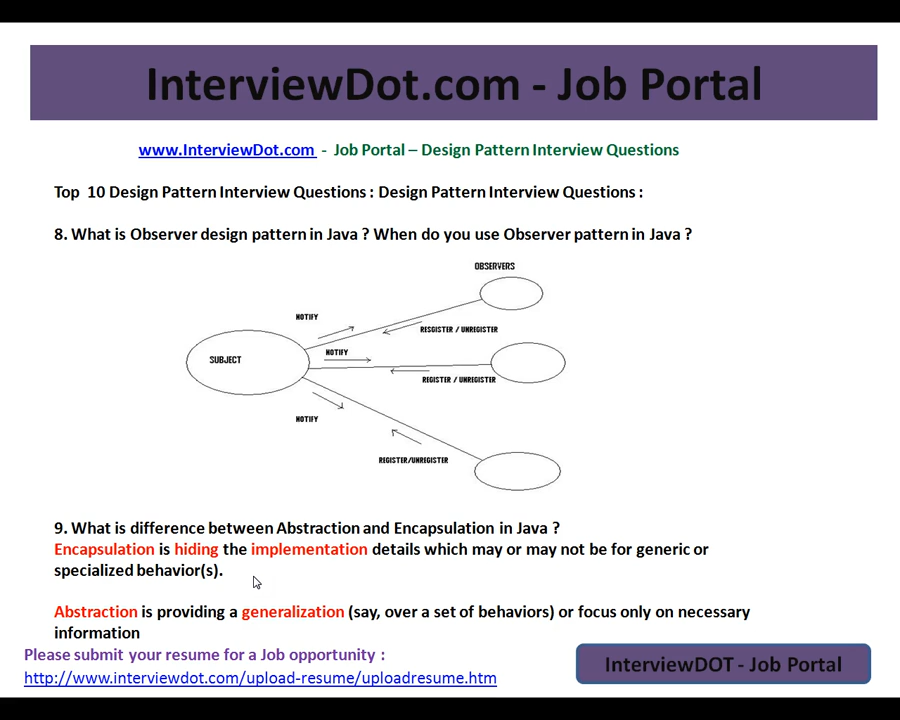 InterviewDot.com - Job Portal
www.InterviewDot.com - Job Portal – Design Pattern Interview Questions
Top 10 Design Pattern Interview Questions : Design Pattern Interview Questions :
8. What is Observer design pattern in Java ? When do you use Observer pattern in Java ?
OBSERVERS
NOTIFY
RESGISTER / UNREGISTER
NOTIFY
SUBJECT
REGISTER / UNREGISTER
NOTIFY
REGISTER/UNREGISTER
9. What is difference between Abstraction and Encapsulation in Java ?
Encapsulation is hiding the implementation details which may or may not be for generic or
specialized behavior(s).
Abstraction is providing a generalization (say, over a set of behaviors) or focus only on necessary
information
Please submit your resume for a Job opportunity :
http://www.interviewdot.com/upload-resume/uploadresume.htm
InterviewDOT - Job Portal